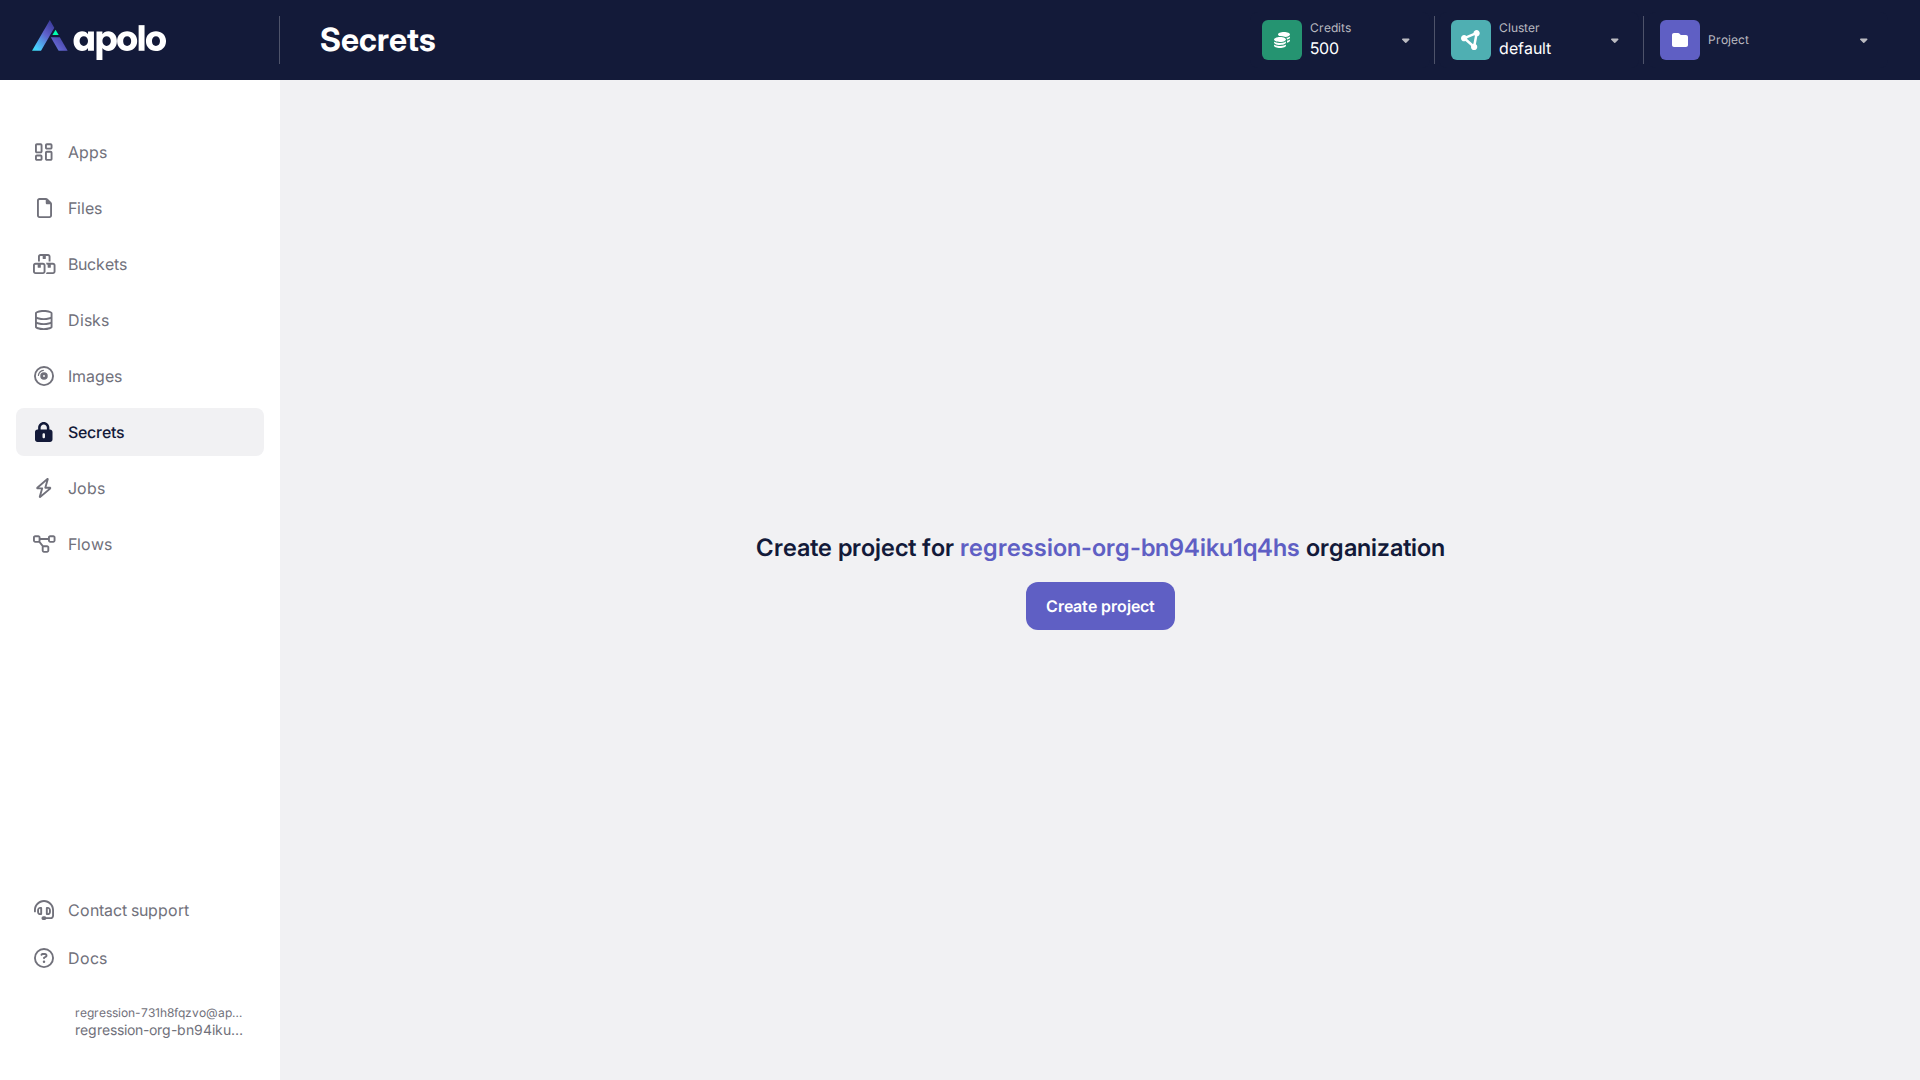 apolo
Secrets
Credits
500
Cluster
default
Project
Apps
Files
Buckets
Disks
Images
Secrets
Jobs
Flows
Create project for regression-org-bn94iku1q4hs organization
Create project
Contact support
Docs
regression-731h8fqzvo@ap...
regression-org-bn94iku...